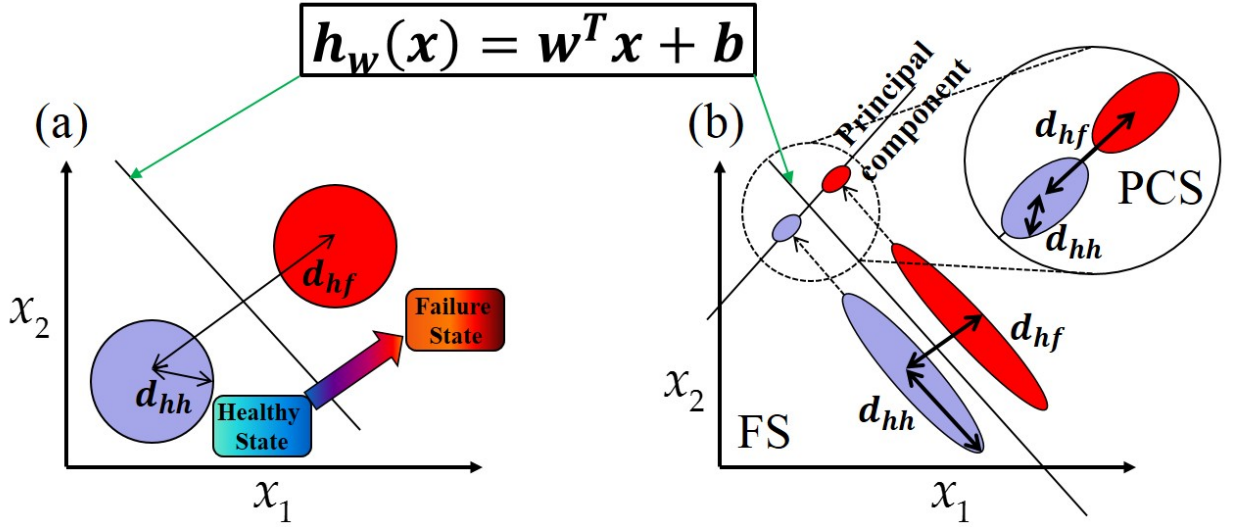 h_w(x) = w^T x + b
(a)
x_2
d_hf
d_hh
Failure
State
Healthy
State
x_1
(b)
Principal
component
d_hf
PCS
d_hh
d_hf
x_2
d_hh
FS
x_1